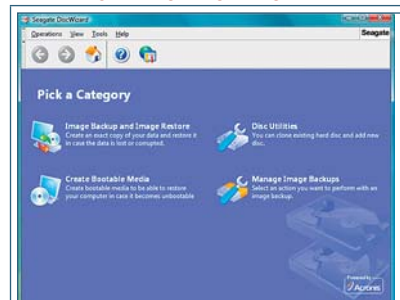 Seagate DiscWizard
Operations View Tools Help
Seagate
Pick a Category
Image Backup and Image Restore
Create an exact copy of your data and restore it
in case the data is lost or corrupted.
Disc Utilities
You can clone existing hard disc and add new
disc.
Create Bootable Media
Create bootable media to be able to restore
your computer in case it becomes unbootable
Manage Image Backups
Select an action you want to perform with an
image backup.
Powered by
Acronis